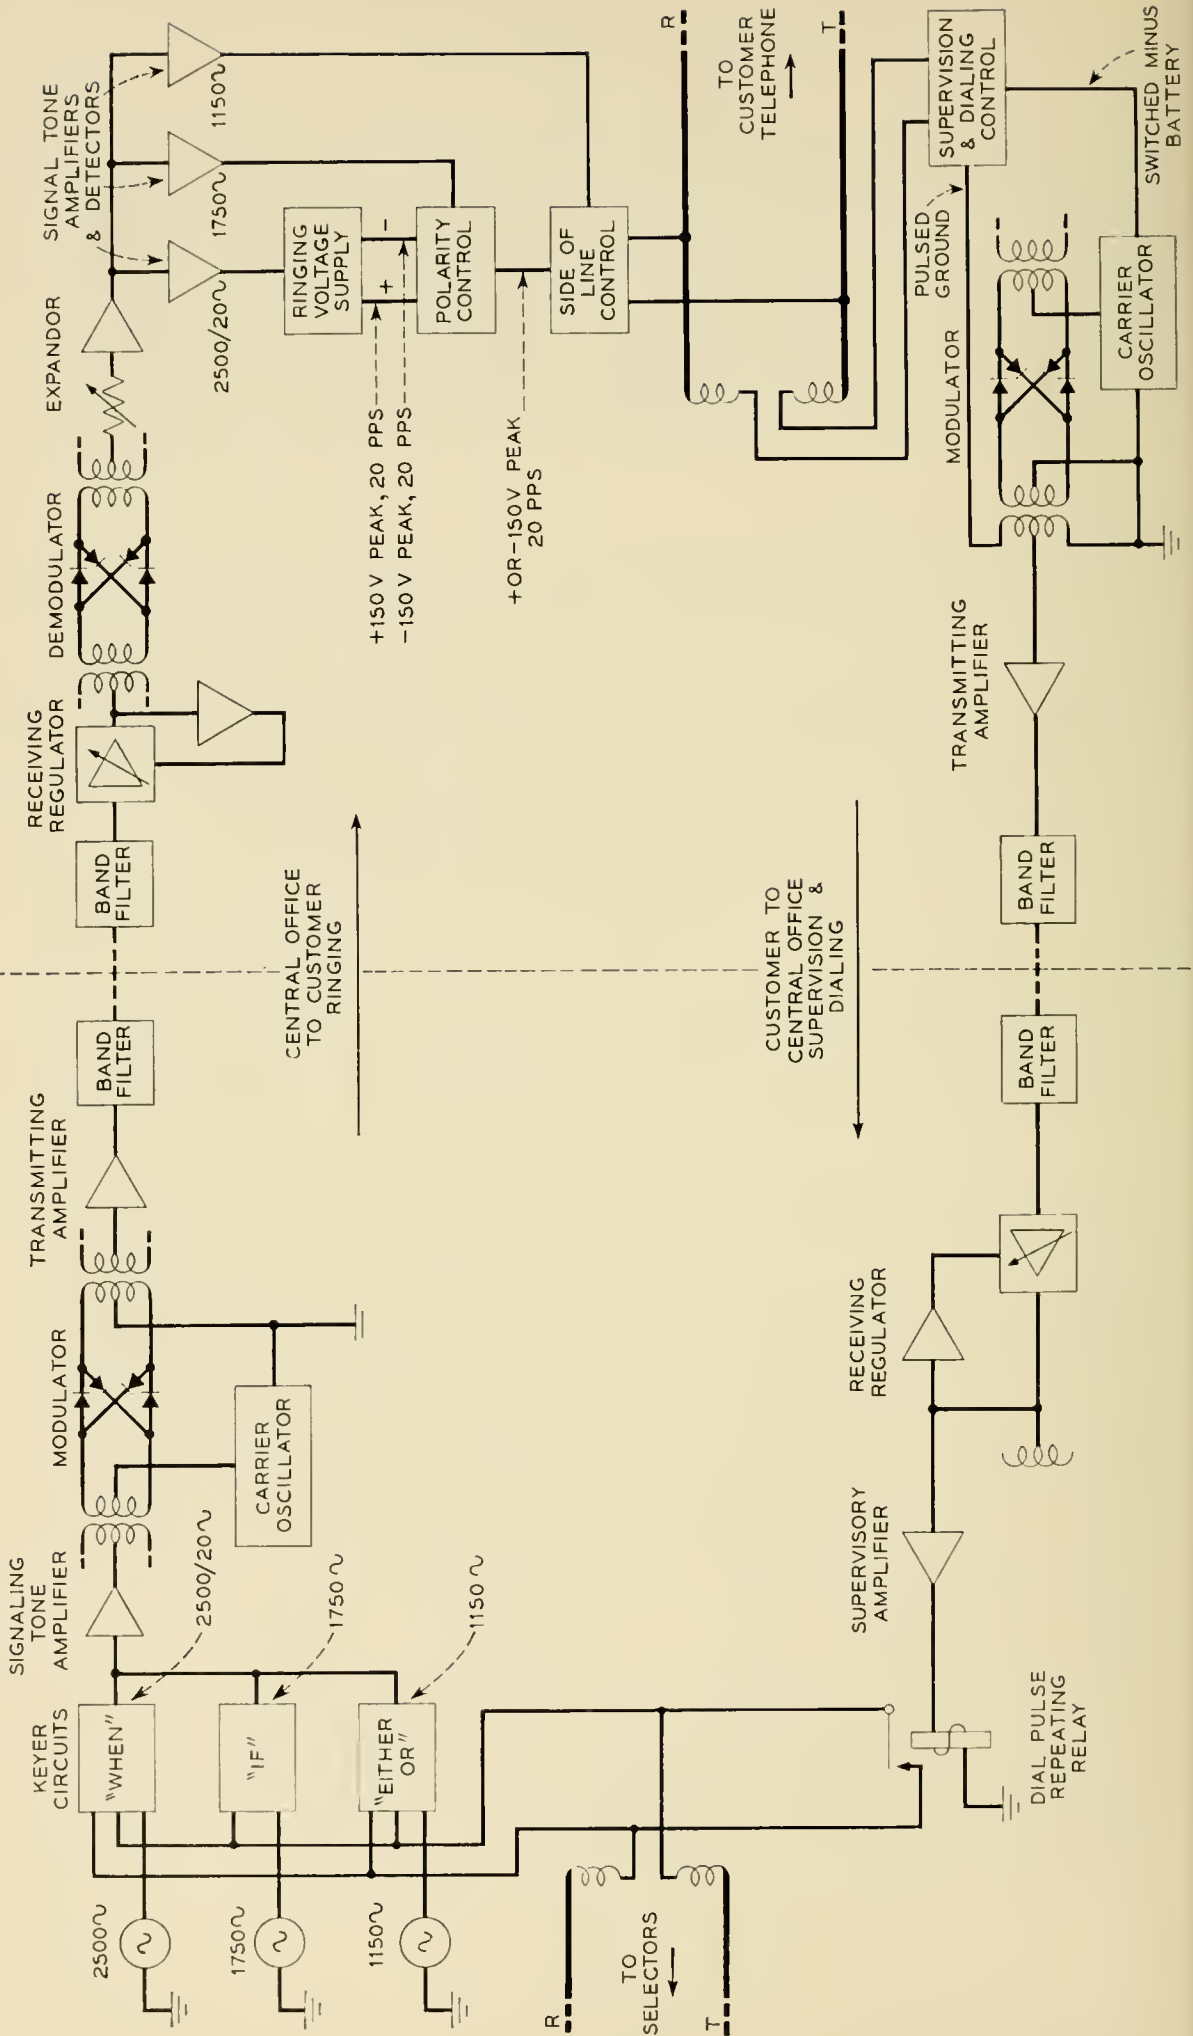 SIGNALING
TONE
AMPLIFIER
KEYER
CIRCUITS
"WHEN"
"IF"
"EITHER
OR"
2500~
1750~
1150~
2500/20~
1750~
1150~
MODULATOR
CARRIER
OSCILLATOR
TRANSMITTING
AMPLIFIER
BAND
FILTER
BAND
FILTER
RECEIVING
REGULATOR
DEMODULATOR
EXPANDOR
SIGNAL TONE
AMPLIFIERS
& DETECTORS
2500/20~
1750~
1150~
RINGING
VOLTAGE
SUPPLY
+
-
POLARITY
CONTROL
SIDE OF
LINE
CONTROL
+150V PEAK, 20 PPS
-150V PEAK, 20 PPS
+OR-150V PEAK
20 PPS
CENTRAL OFFICE
TO CUSTOMER
RINGING
CUSTOMER TO
CENTRAL OFFICE
SUPERVISION &
DIALING
R
TO
CUSTOMER
TELEPHONE
T
SUPERVISION
& DIALING
CONTROL
PULSED
GROUND
SWITCHED MINUS
BATTERY
MODULATOR
CARRIER
OSCILLATOR
TRANSMITTING
AMPLIFIER
BAND
FILTER
BAND
FILTER
RECEIVING
REGULATOR
SUPERVISORY
AMPLIFIER
DIAL PULSE
REPEATING
RELAY
R
TO
SELECTORS
T